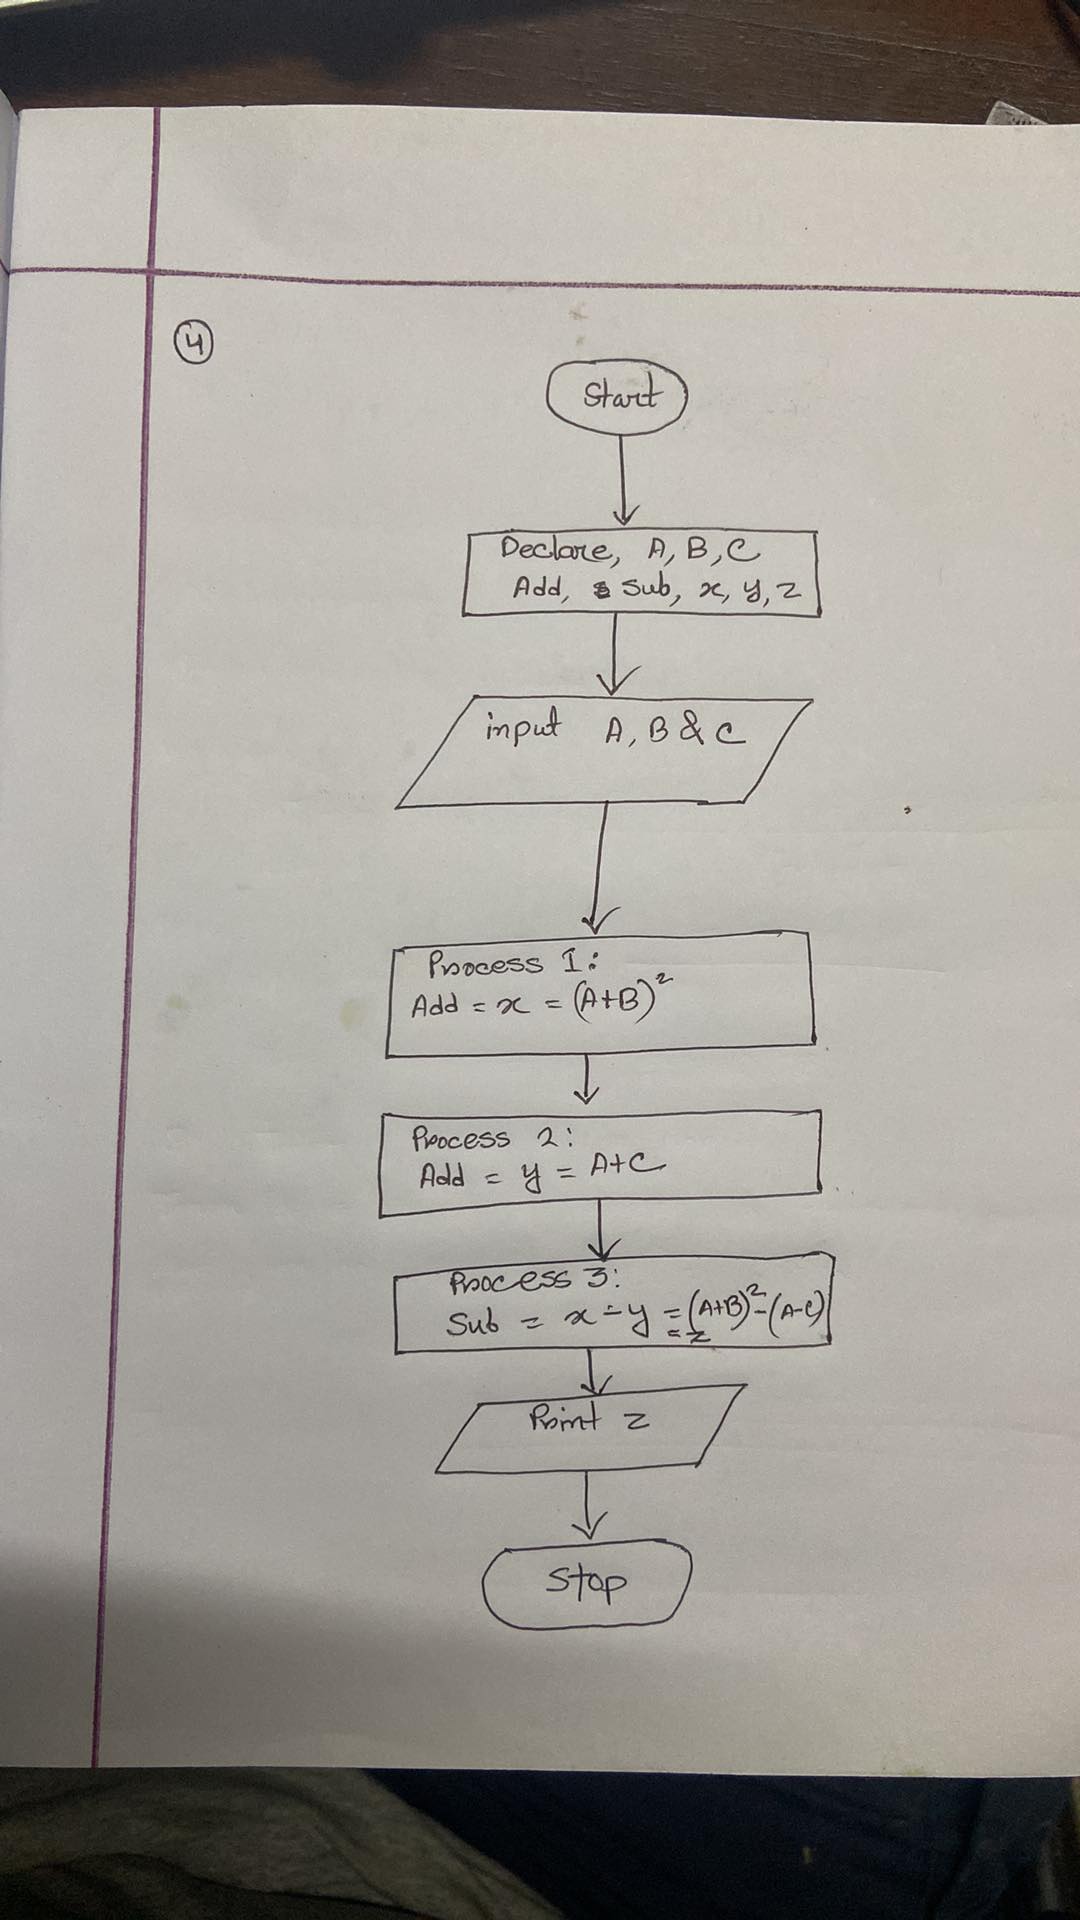 4
Start
Declare, A, B, C
Add, Sub, x, y, z
input A, B & C
Process 1:
Add = x = (A+B)²
Process 2:
Add = y = A+C
Process 3:
Sub = x - y = (A+B)² - (A-C)
= z
Print z
Stop